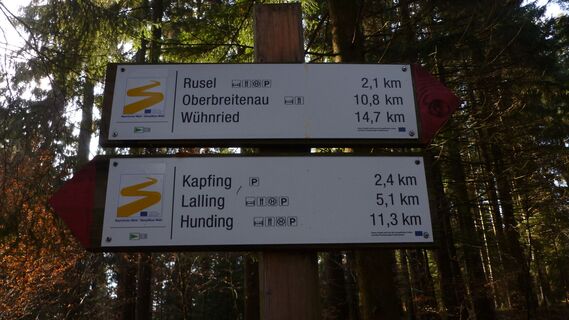 Rusel P 2,1 km
Oberbreitenau 10,8 km
Wühnried 14,7 km
Kapfing P 2,4 km
Lalling P 5,1 km
Hunding P 11,3 km